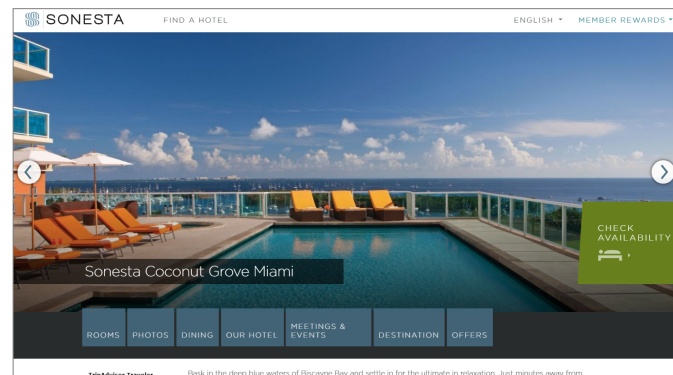 SONESTA
FIND A HOTEL
ENGLISH
MEMBER REWARDS
CHECK
AVAILABILITY
Sonesta Coconut Grove Miami
ROOMS
PHOTOS
DINING
OUR HOTEL
MEETINGS &
EVENTS
DESTINATION
OFFERS
TripAdvisor Traveler
Bask in the deep blue waters of Biscayne Bay and settle in for the ultimate in relaxation. Just minutes away from